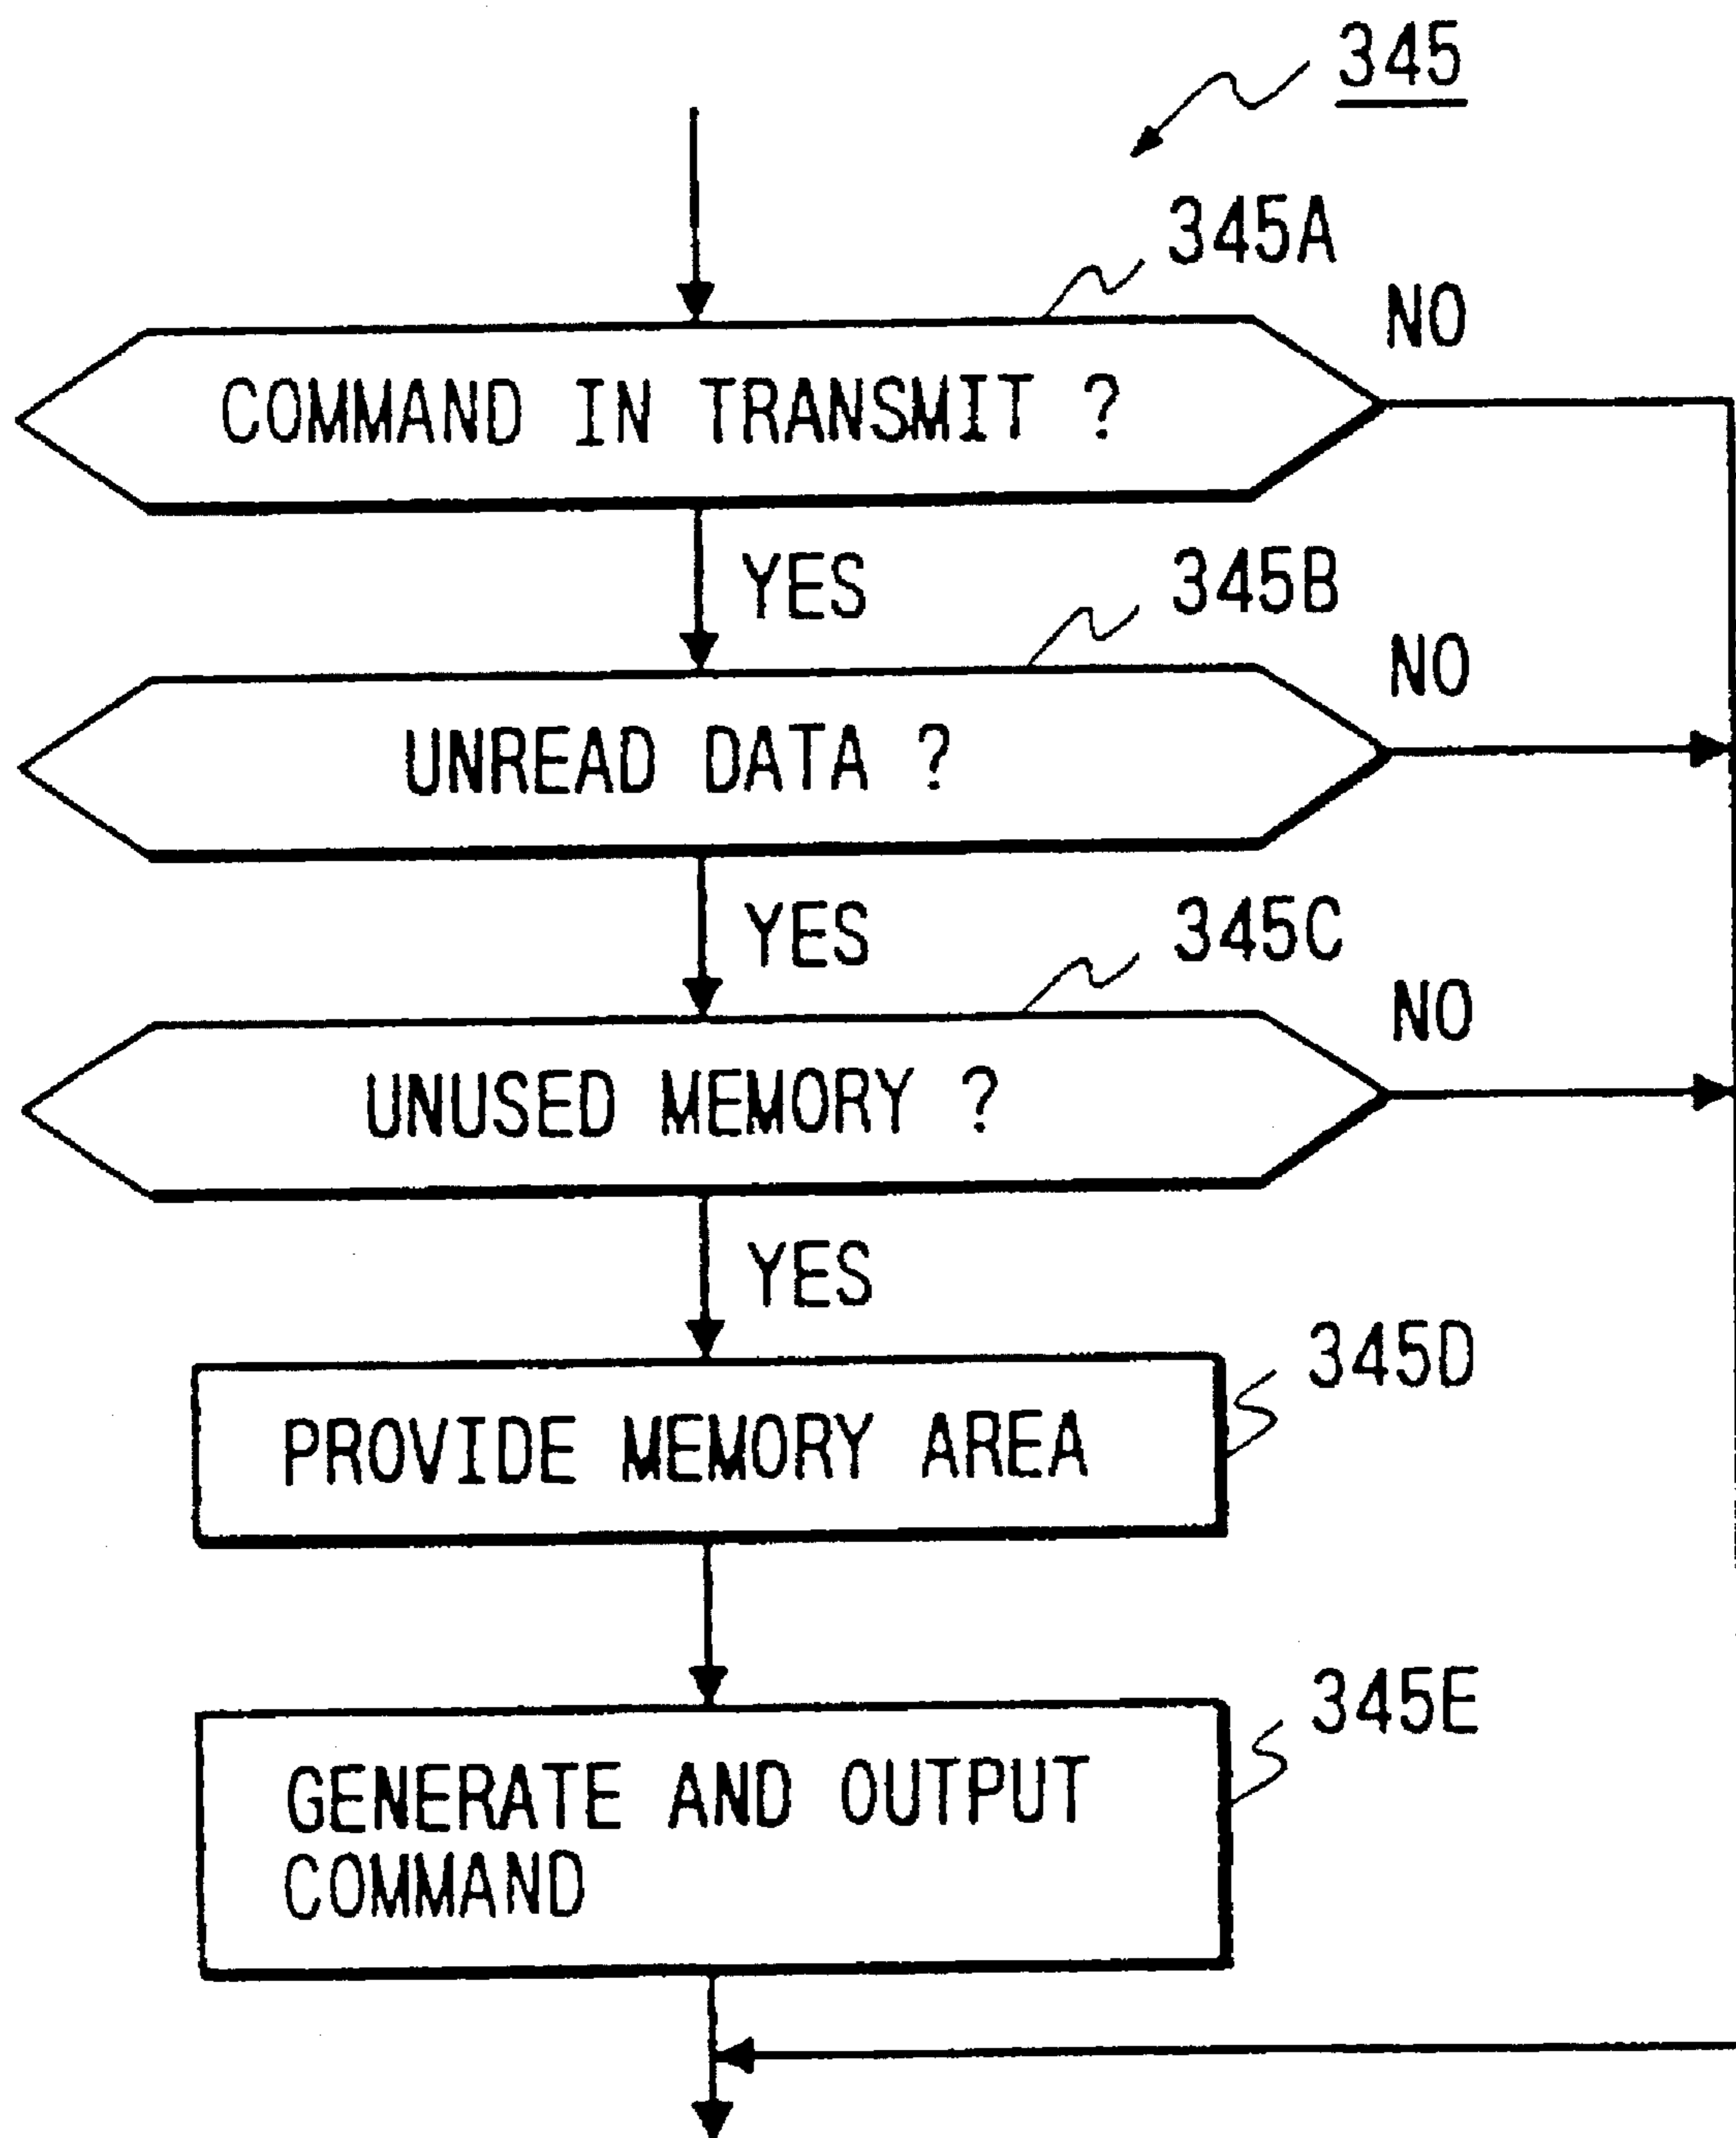 345
345A
NO
COMMAND IN TRANSMIT ?
YES
345B
NO
UNREAD DATA ?
YES
345C
NO
UNUSED MEMORY ?
YES
345D
PROVIDE MEMORY AREA
345E
GENERATE AND OUTPUT
COMMAND